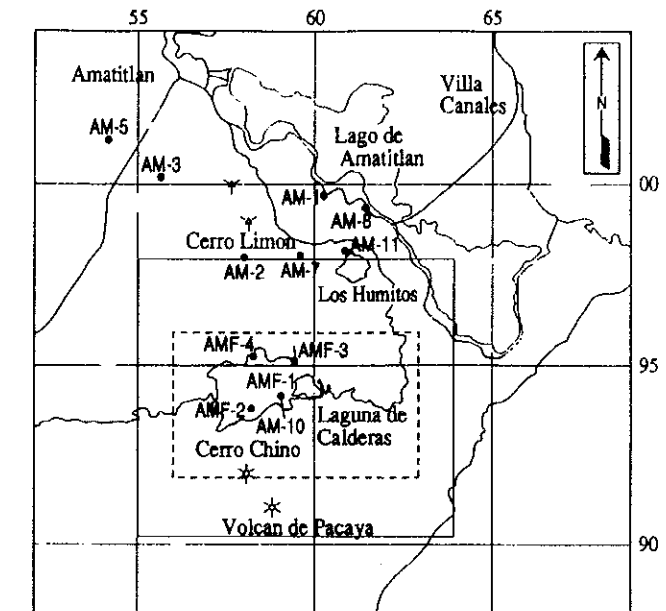 55
60
65
Amatitlan
Villa
Canales
N
AM-5
Lago de
Amatitlan
AM-3
00
AM-1
AM-8
Cerro Limon
AM-11
AM-2
AM-7
Los Humitos
AMF-4
AMF-3
95
AMF-1
AMF-2
Laguna de
Calderas
AM-10
Cerro Chino
Volcan de Pacaya
90